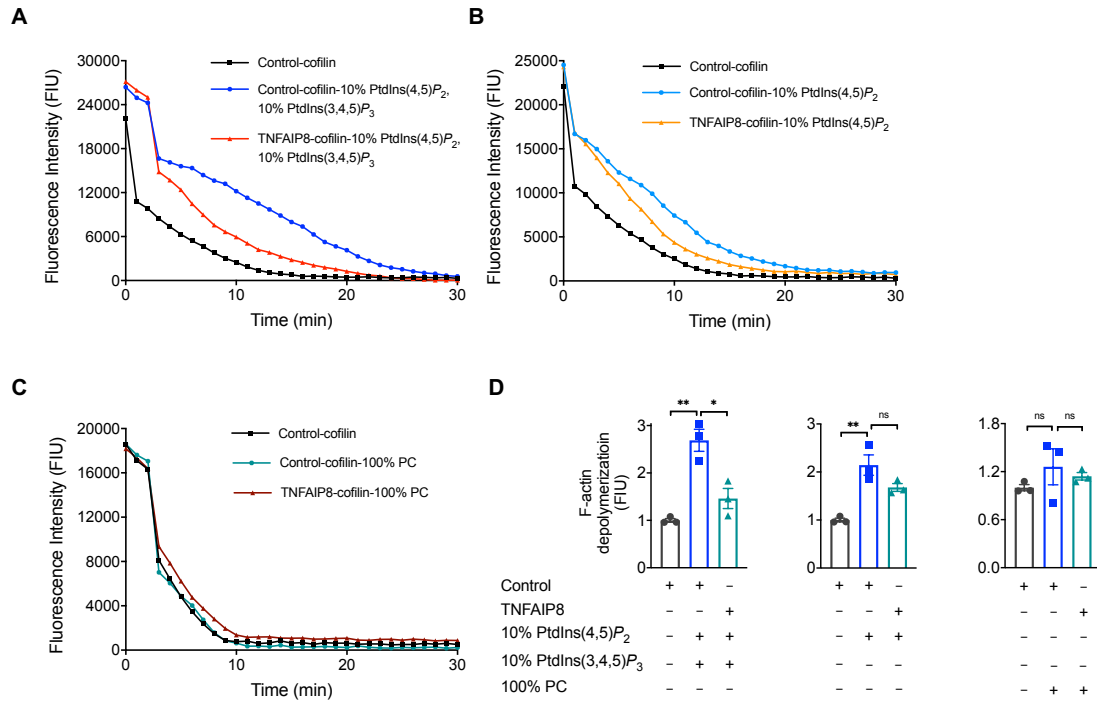 A
Fluorescence Intensity (FIU)
30000
24000
18000
12000
6000
0
0
10
20
30
Time (min)
Control-cofilin
Control-cofilin-10% PtdIns(4,5)P2,
10% PtdIns(3,4,5)P3
TNFAIP8-cofilin-10% PtdIns(4,5)P2,
10% PtdIns(3,4,5)P3
B
Fluorescence Intensity (FIU)
25000
20000
15000
10000
5000
0
0
10
20
30
Time (min)
Control-cofilin
Control-cofilin-10% PtdIns(4,5)P2
TNFAIP8-cofilin-10% PtdIns(4,5)P2
C
Fluorescence Intensity (FIU)
20000
16000
12000
8000
4000
0
0
10
20
30
Time (min)
Control-cofilin
Control-cofilin-100% PC
TNFAIP8-cofilin-100% PC
D
F-actin
depolymerizatioin
(FIU)
3
2
1
0
** *
3
2
1
0
** ns
1.8
1.2
0.6
0.0
ns ns
Control + + − + + − + + −
TNFAIP8 − − + − − + − − +
10% PtdIns(4,5)P2 − + + − + + − − −
10% PtdIns(3,4,5)P3 − + + − − − − − −
100% PC − − − − − − − + +